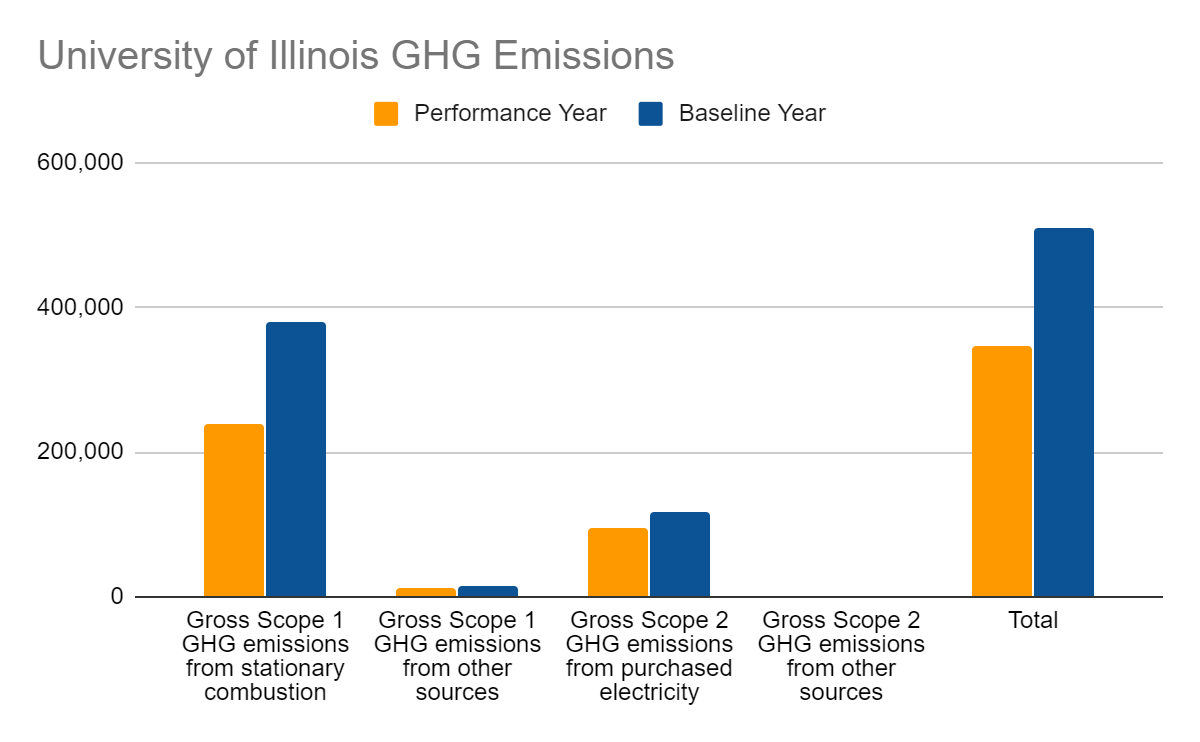 University of Illinois GHG Emissions
Performance Year
Baseline Year
600,000
400,000
200,000
0
Gross Scope 1
GHG emissions
from stationary
combustion
Gross Scope 1
GHG emissions
from other
sources
Gross Scope 2
GHG emissions
from purchased
electricity
Gross Scope 2
GHG emissions
from other
sources
Total